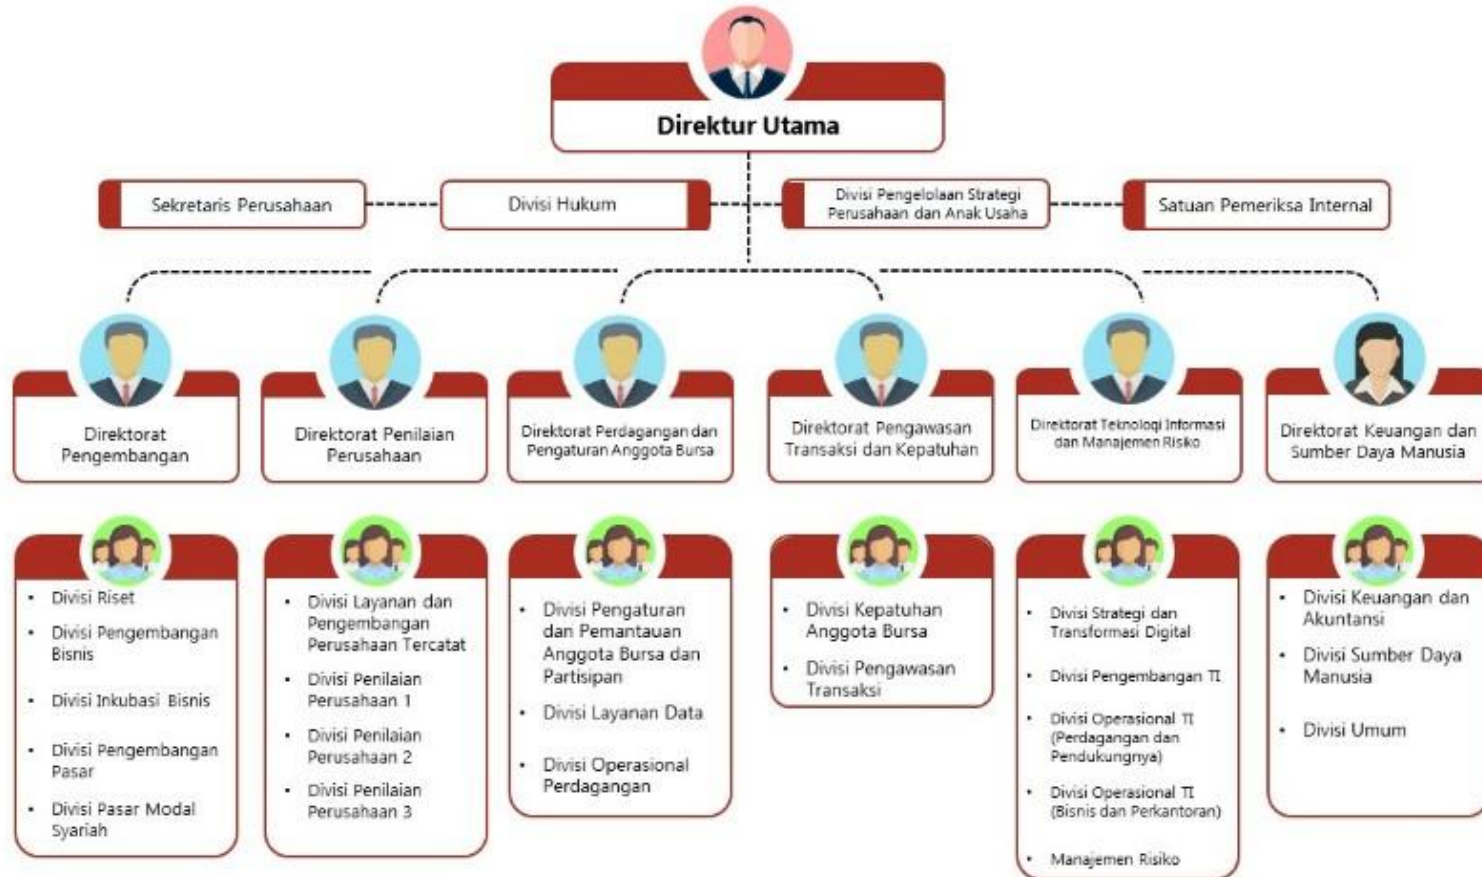 Direktur Utama
Sekretaris Perusahaan
Divisi Hukum
Divisi Pengelolaan Strategi
Perusahaan dan Anak Usaha
Satuan Pemeriksa Internal
Direktorat
Pengembangan
Direktorat Penilaian
Perusahaan
Direktorat Perdagangan dan
Pengaturan Anggota Bursa
Direktorat Pengawasan
Transaksi dan Kepatuhan
Direktorat Teknologi Informasi
dan Manajemen Risiko
Direktorat Keuangan dan
Sumber Daya Manusia
• Divisi Riset
• Divisi Pengembangan
Bisnis
• Divisi Inkubasi Bisnis
• Divisi Pengembangan
Pasar
• Divisi Pasar Modal
Syariah
• Divisi Layanan dan
Pengembangan
Perusahaan Tercatat
• Divisi Penilaian
Perusahaan 1
• Divisi Penilaian
Perusahaan 2
• Divisi Penilaian
Perusahaan 3
• Divisi Pengaturan
dan Pemantauan
Anggota Bursa dan
Partisipan
• Divisi Layanan Data
• Divisi Operasional
Perdagangan
• Divisi Kepatuhan
Anggota Bursa
• Divisi Pengawasan
Transaksi
• Divisi Strategi dan
Transformasi Digital
• Divisi Pengembangan TI
• Divisi Operasional TI
(Perdagangan dan
Pendukungnya)
• Divisi Operasional TI
(Bisnis dan Perkantoran)
• Manajemen Risiko
• Divisi Keuangan dan
Akuntansi
• Divisi Sumber Daya
Manusia
• Divisi Umum